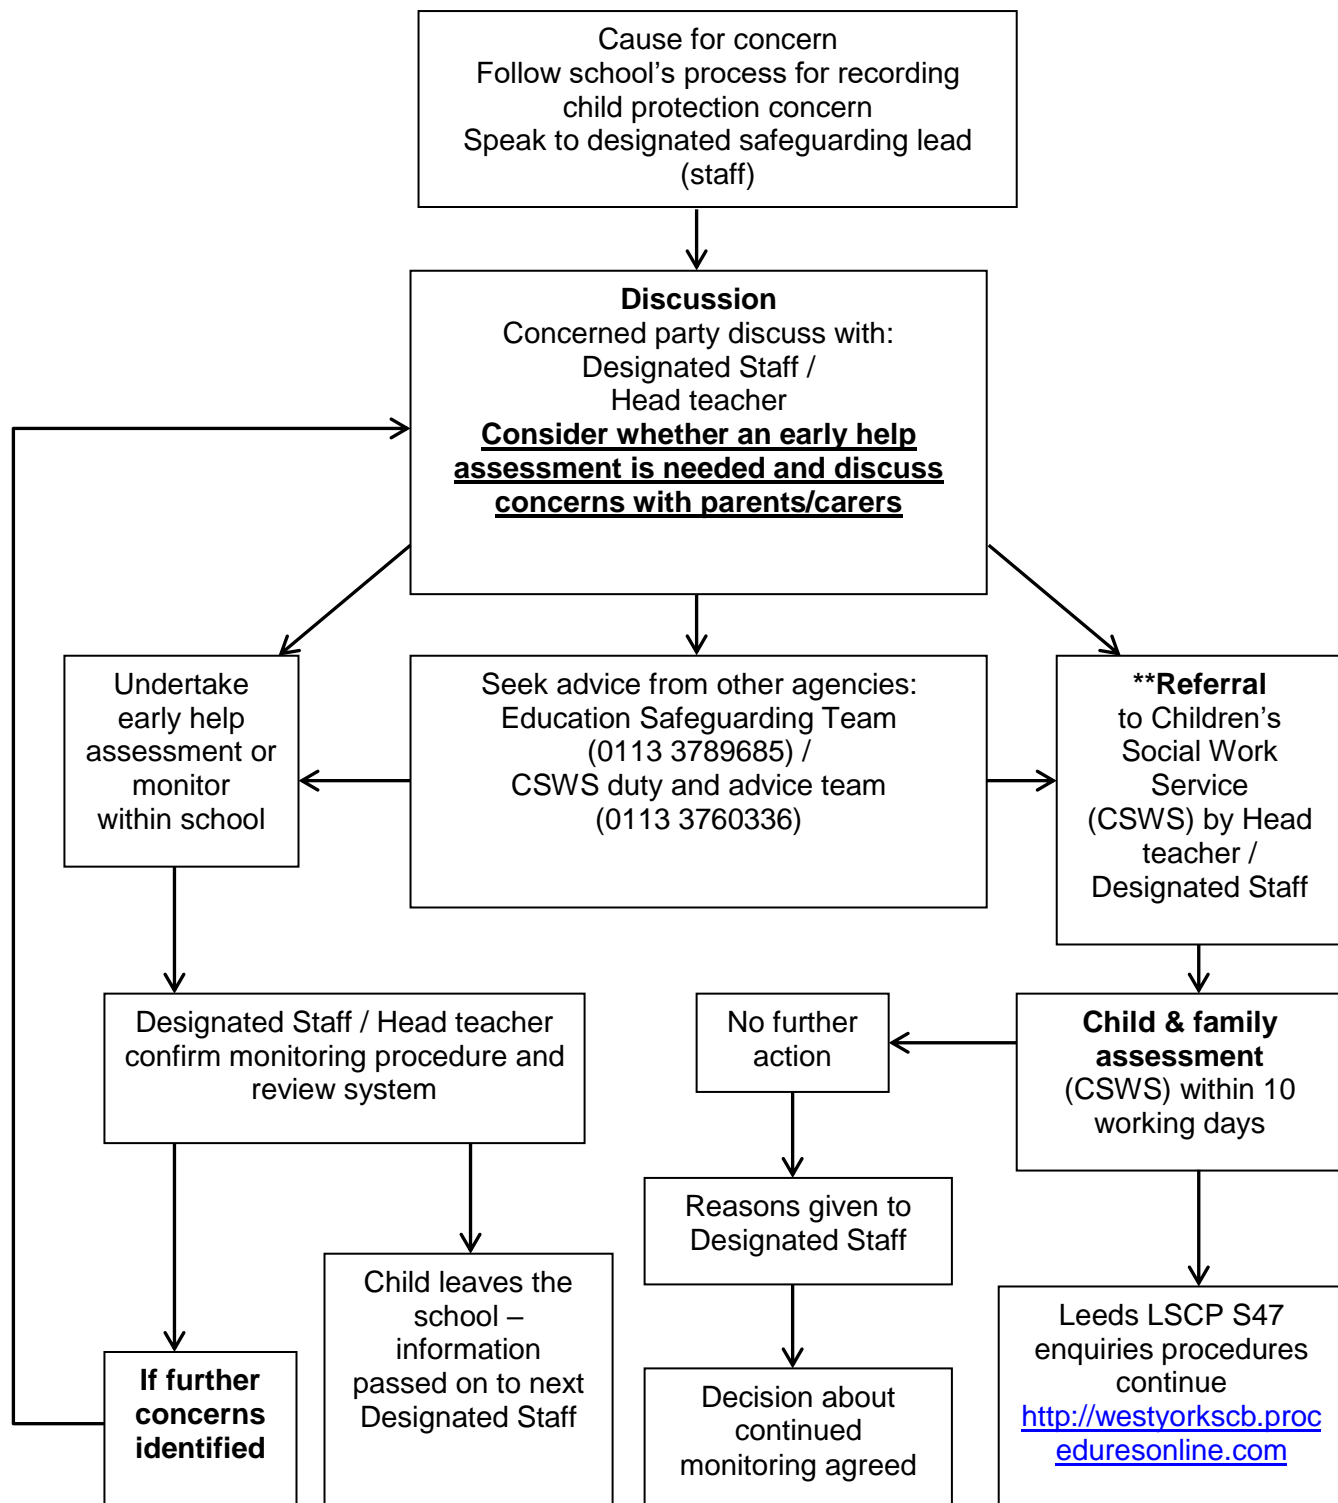 Cause for concern
Follow school’s process for recording
child protection concern
Speak to designated safeguarding lead
(staff)
Discussion
Concerned party discuss with:
Designated Staff /
Head teacher
Consider whether an early help
assessment is needed and discuss
concerns with parents/carers
Undertake
early help
assessment or
monitor
within school
Seek advice from other agencies:
Education Safeguarding Team
(0113 3789685) /
CSWS duty and advice team
(0113 3760336)
**Referral
to Children’s
Social Work
Service
(CSWS) by Head
teacher /
Designated Staff
Designated Staff / Head teacher
confirm monitoring procedure and
review system
No further
action
Child & family
assessment
(CSWS) within 10
working days
Reasons given to
Designated Staff
If further
concerns
identified
Child leaves the
school –
information
passed on to next
Designated Staff
Decision about
continued
monitoring agreed
Leeds LSCP S47
enquiries procedures
continue
http://westyorkscb.proc
eduresonline.com